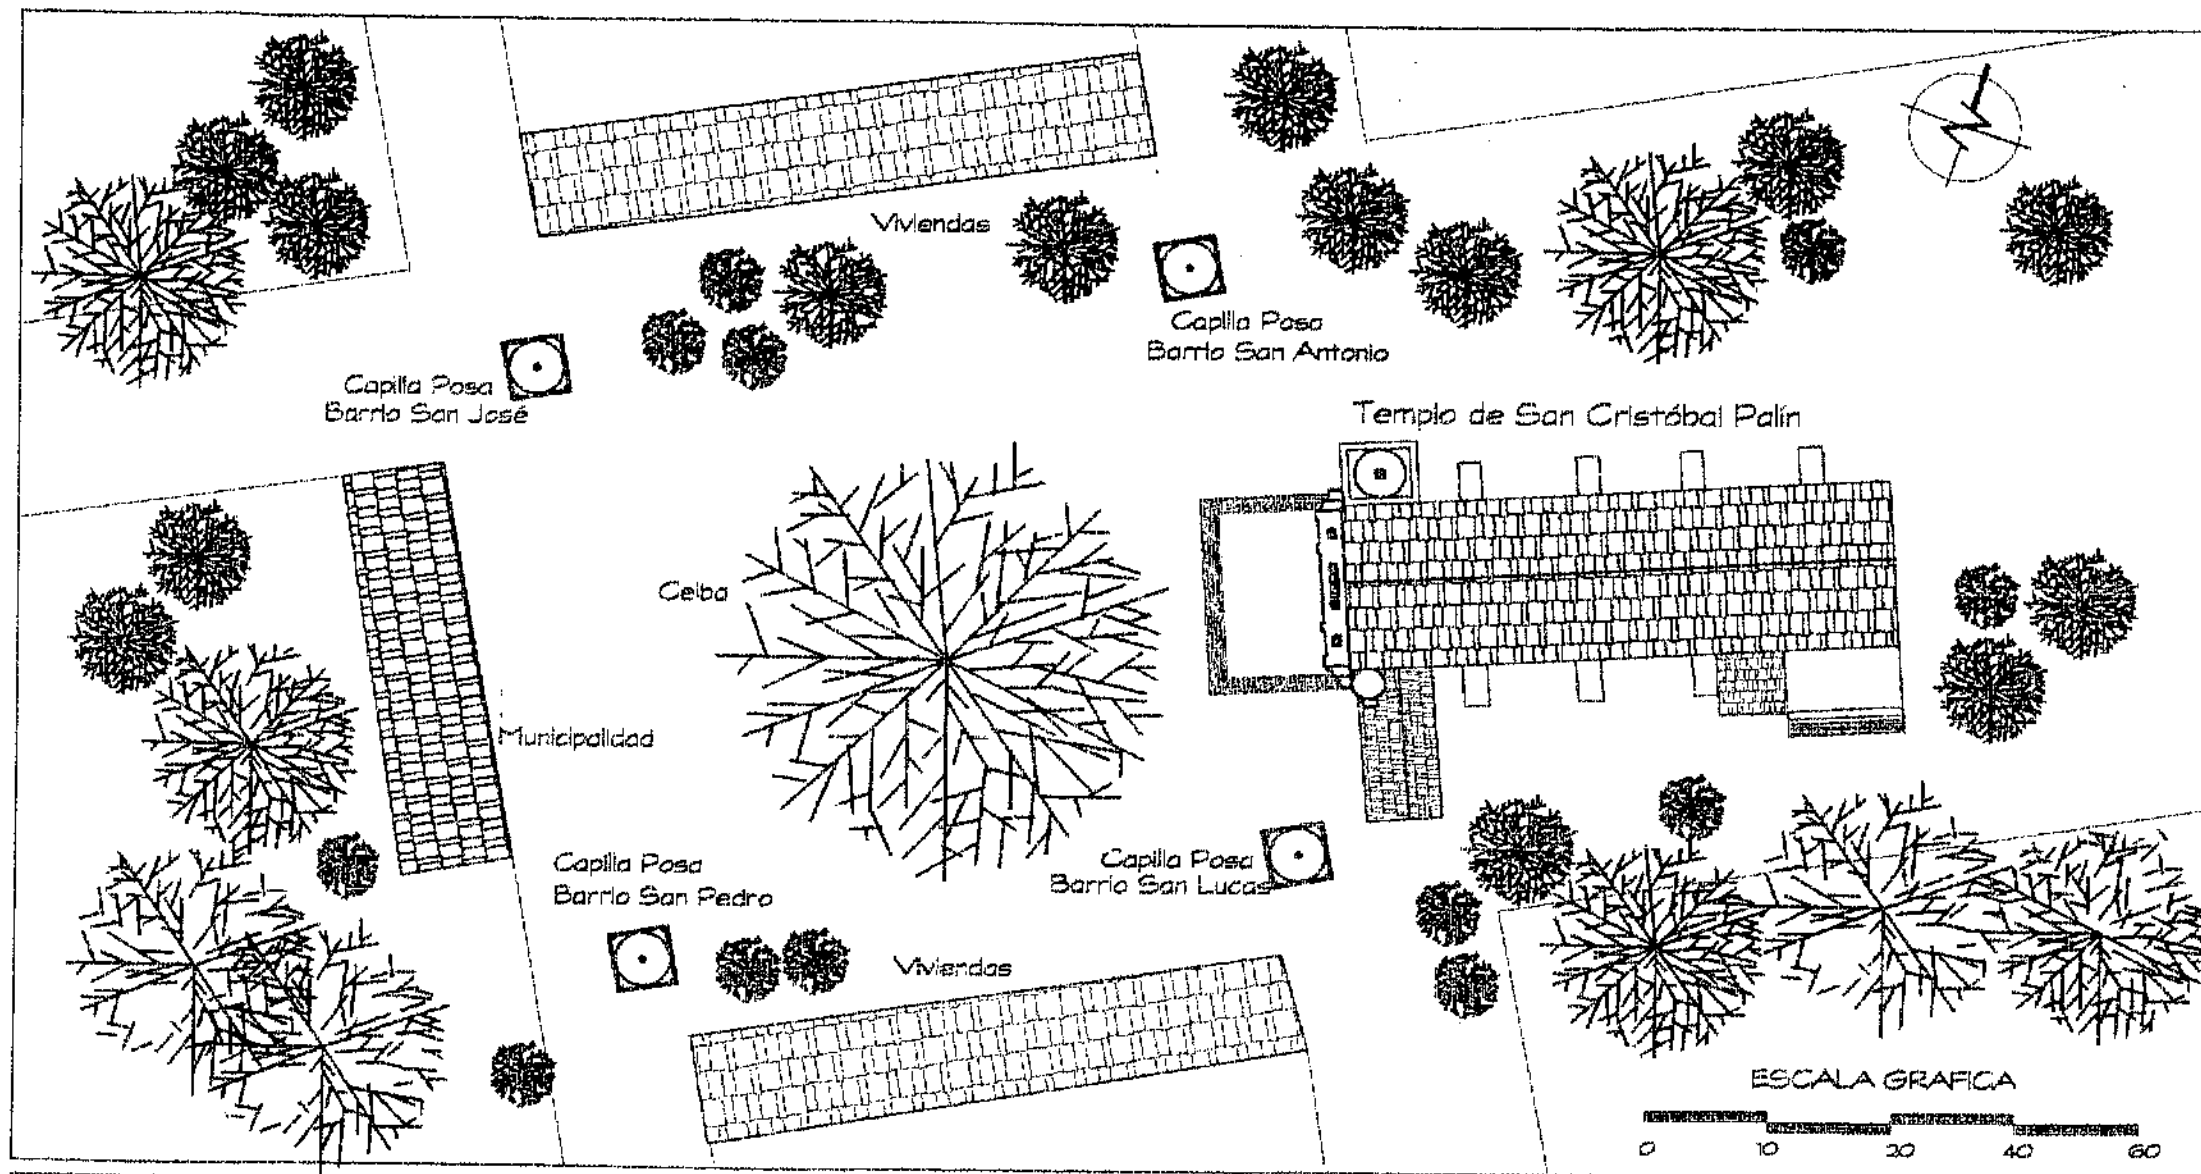 Viviendas
Capilla Posa
Barrio San Antonio
Capilla Posa
Barrio San José
Templo de San Cristóbal Palín
Ceiba
Municipalidad
Capilla Posa
Barrio San Pedro
Capilla Posa
Barrio San Lucas
Viviendas
ESCALA GRAFICA
0 10 20 40 60